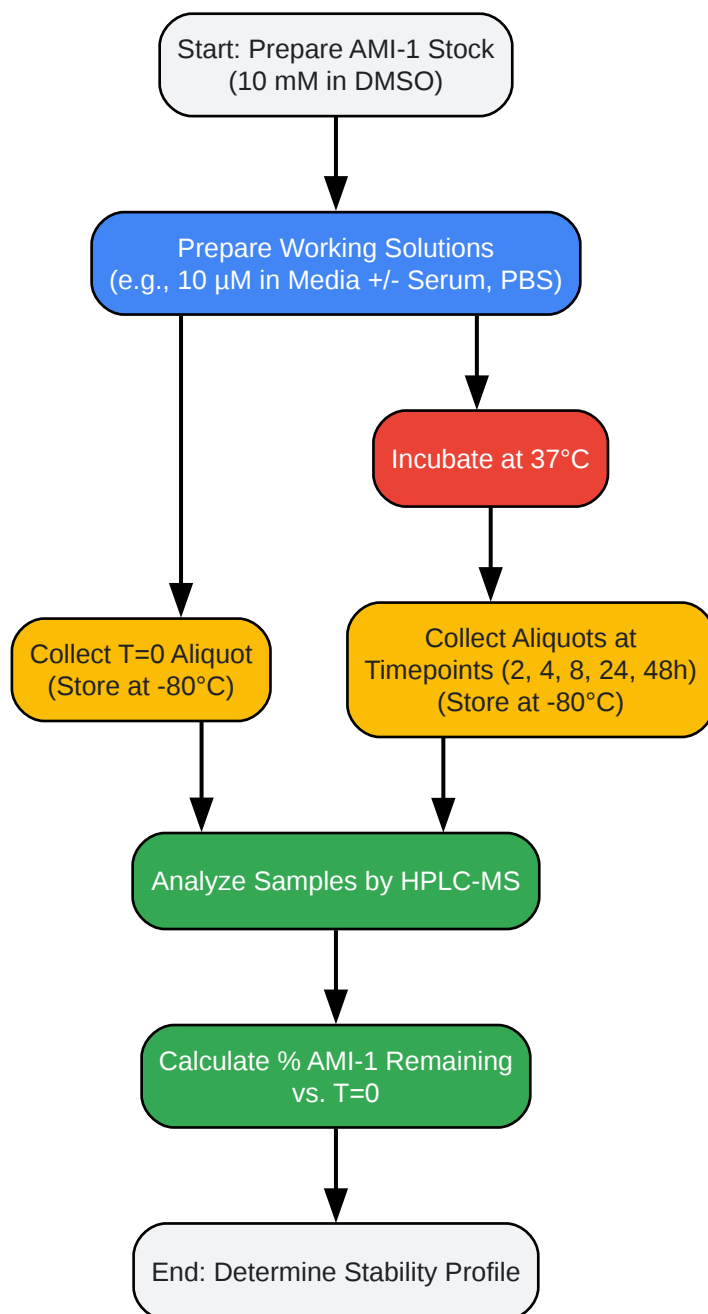 Start: Prepare AMI-1 Stock
(10 mM in DMSO)
Prepare Working Solutions
(e.g., 10 µM in Media +/- Serum, PBS)
Incubate at 37°C
Collect T=0 Aliquot
(Store at -80°C)
Collect Aliquots at
Timepoints (2, 4, 8, 24, 48h)
(Store at -80°C)
Analyze Samples by HPLC-MS
Calculate % AMI-1 Remaining
vs. T=0
End: Determine Stability Profile